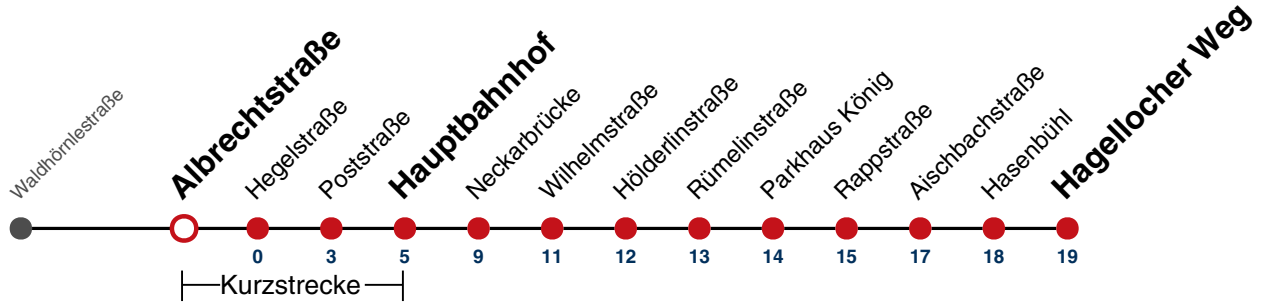 Waldhörnlestraße
Albrechtstraße
Hegelstraße
Poststraße
Hauptbahnhof
Neckarbrücke
Wilhelmstraße
Hölderlinstraße
Rümelinstraße
Parkhaus König
Rappstraße
Aischbachstraße
Hasenbühl
Hagellocher Weg
0 3 5 9 11 12 13 14 15 17 18 19
Kurzstrecke